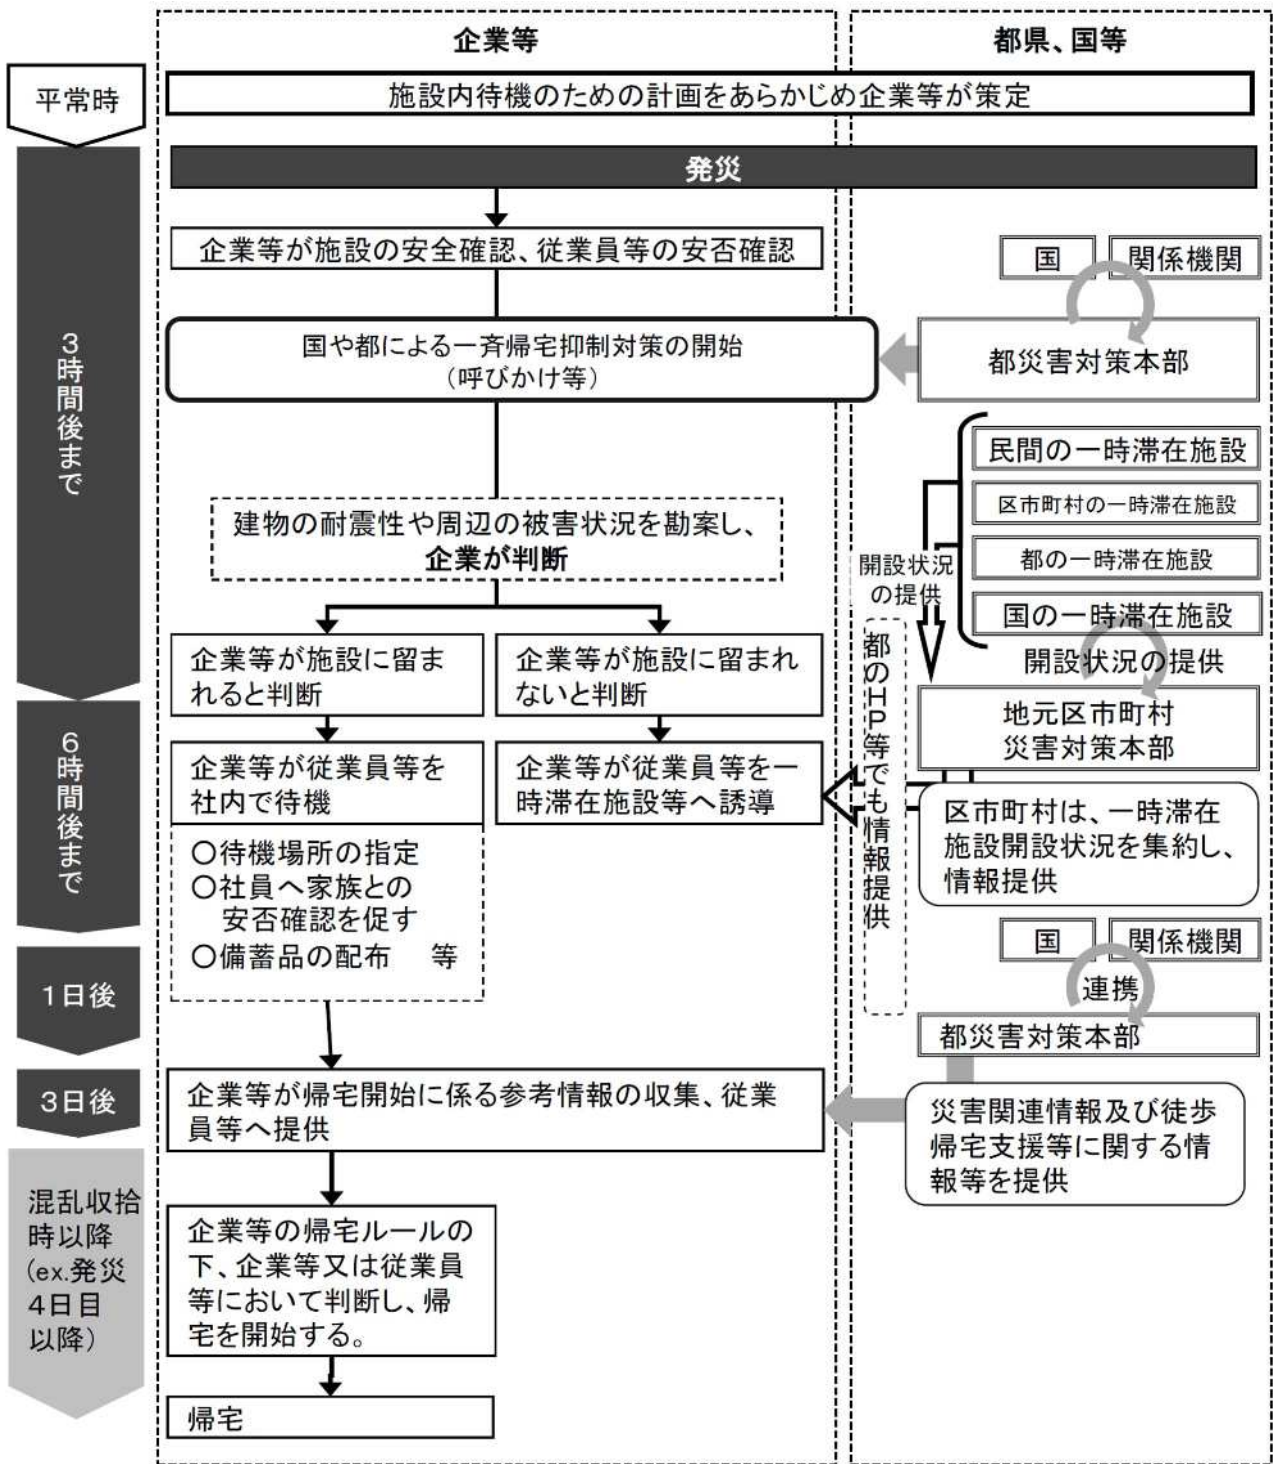 企業等
都県、国等
平常時
施設内待機のための計画をあらかじめ企業等が策定
発災
3時間後まで
企業等が施設の安全確認、従業員等の安否確認
国
関係機関
国や都による一斉帰宅抑制対策の開始
（呼びかけ等）
都災害対策本部
民間の一時滞在施設
区市町村の一時滞在施設
都の一時滞在施設
国の一時滞在施設
建物の耐震性や周辺の被害状況を勘案し、
企業が判断
開設状況
の提供
開設状況の提供
企業等が施設に留ま
れると判断
企業等が施設に留まれ
ないと判断
都のHP等でも情報提供
地元区市町村
災害対策本部
6時間後まで
企業等が従業員等を
社内で待機
企業等が従業員等を一
時滞在施設等へ誘導
区市町村は、一時滞在
施設開設状況を集約し、
情報提供
○待機場所の指定
○社員へ家族との
安否確認を促す
○備蓄品の配布　等
国
関係機関
連携
1日後
都災害対策本部
3日後
企業等が帰宅開始に係る参考情報の収集、従業
員等へ提供
災害関連情報及び徒歩
帰宅支援等に関する情
報等を提供
混乱収拾
時以降
(ex.発災
4日目
以降）
企業等の帰宅ルールの
下、企業等又は従業員
等において判断し、帰
宅を開始する。
帰宅